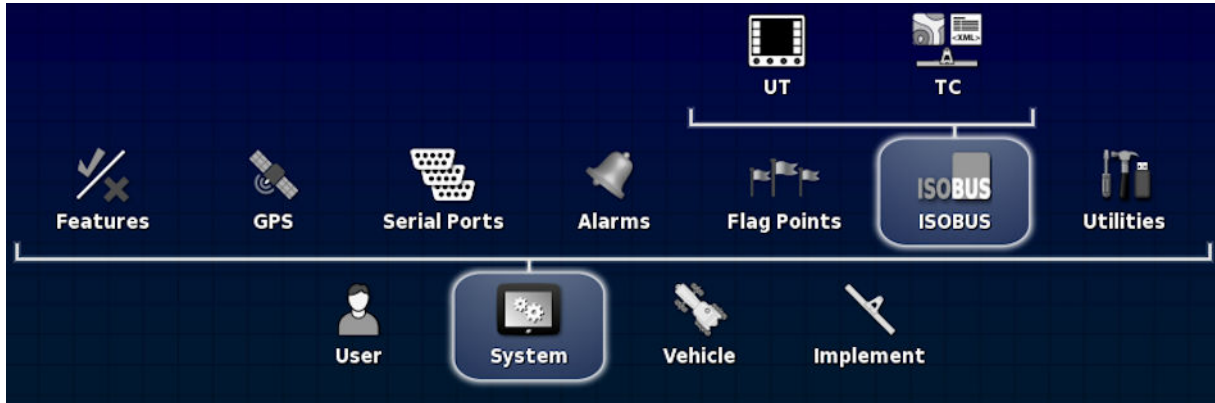 <XML>
UT
TC
ISOBUS
Features
GPS
Serial Ports
Alarms
Flag Points
ISOBUS
Utilities
User
System
Vehicle
Implement